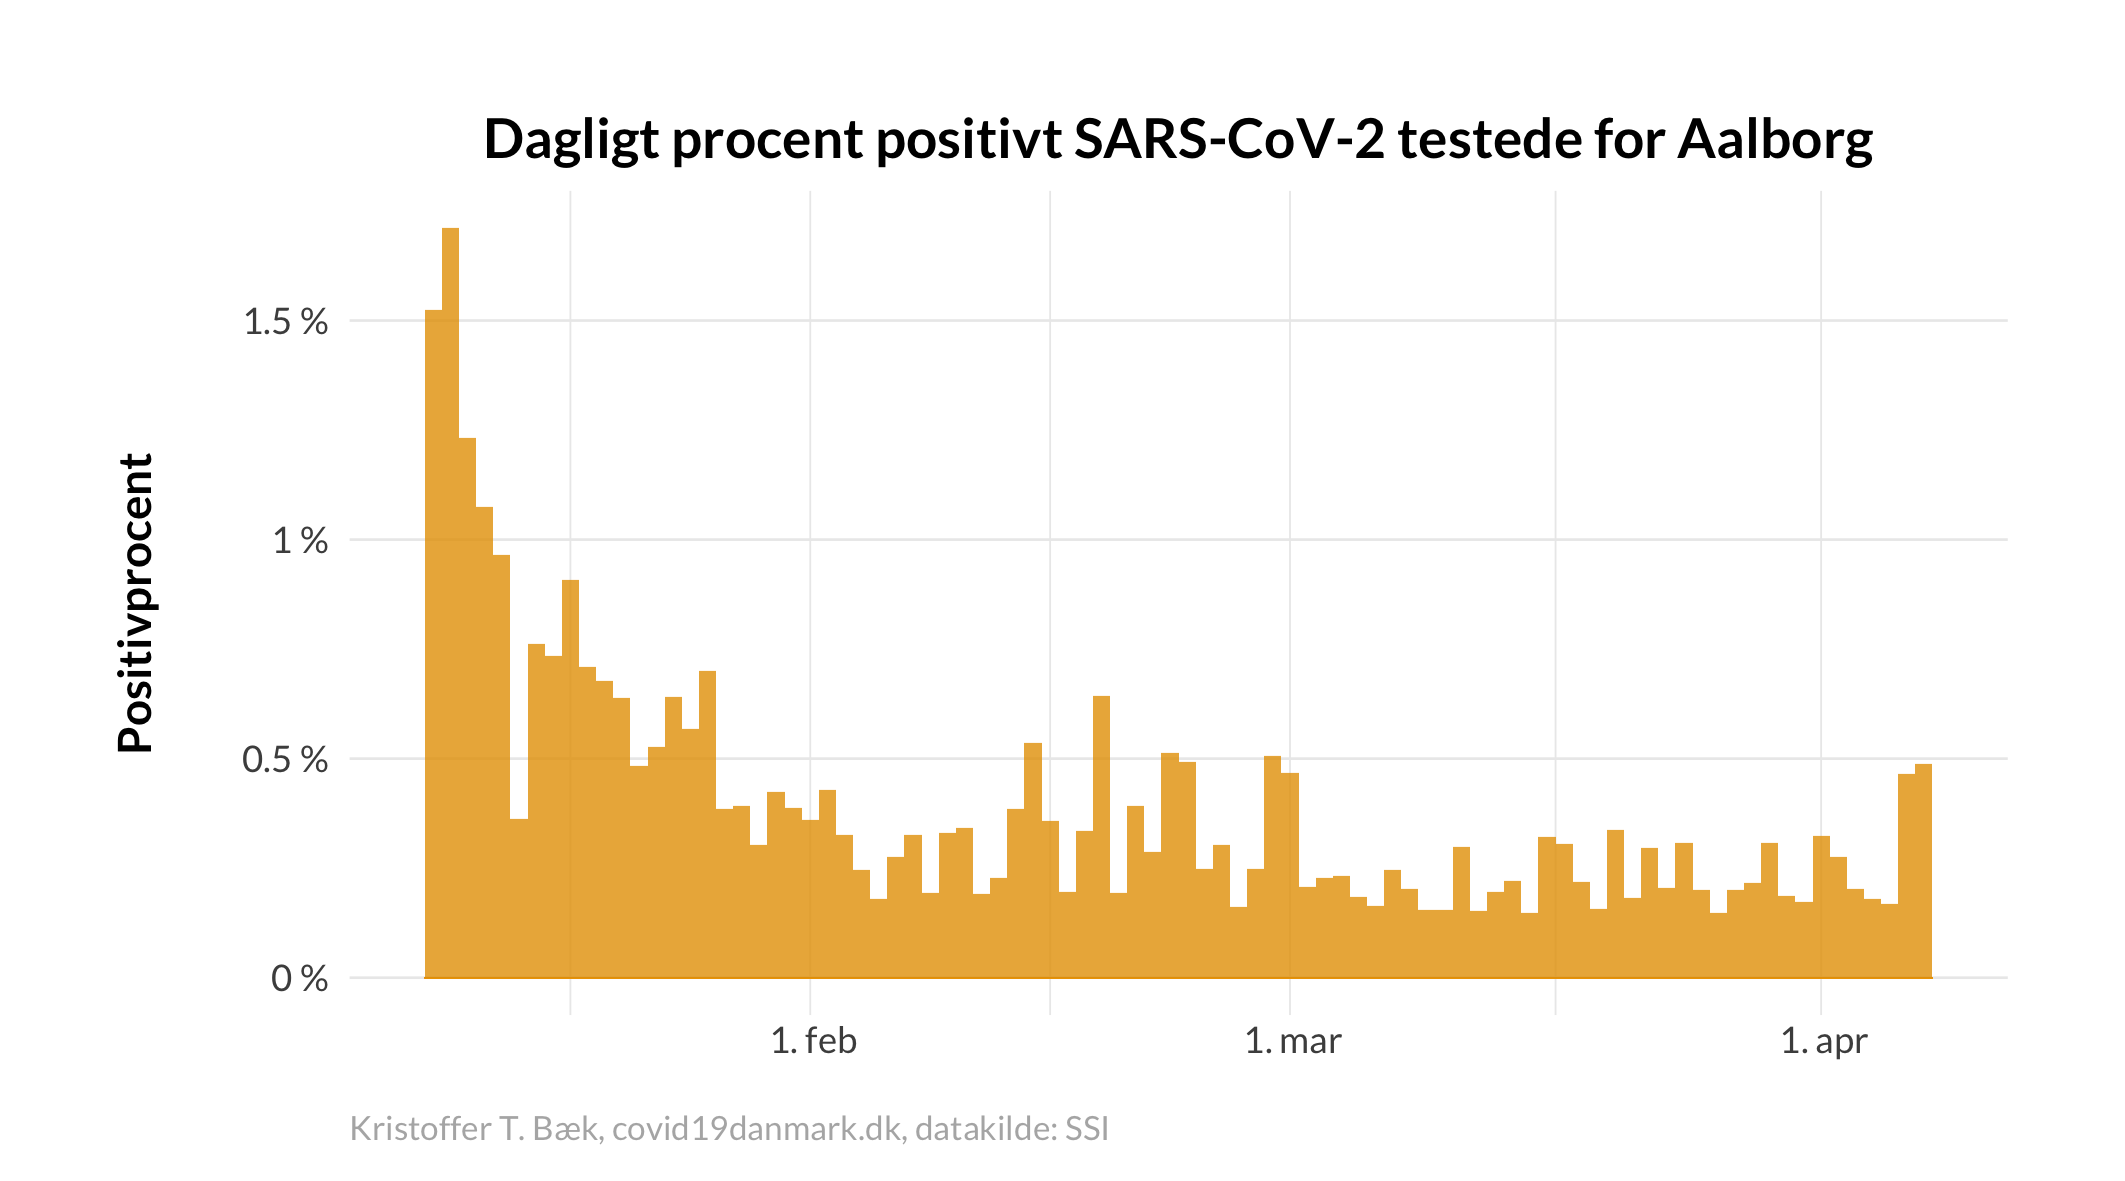 Dagligt procent positivt SARS-CoV-2 testede for Aalborg
Positivprocent
1.5 %
1 %
0.5 %
0 %
1. feb
1. mar
1. apr
Kristoffer T. Bæk, covid19danmark.dk, datakilde: SSI